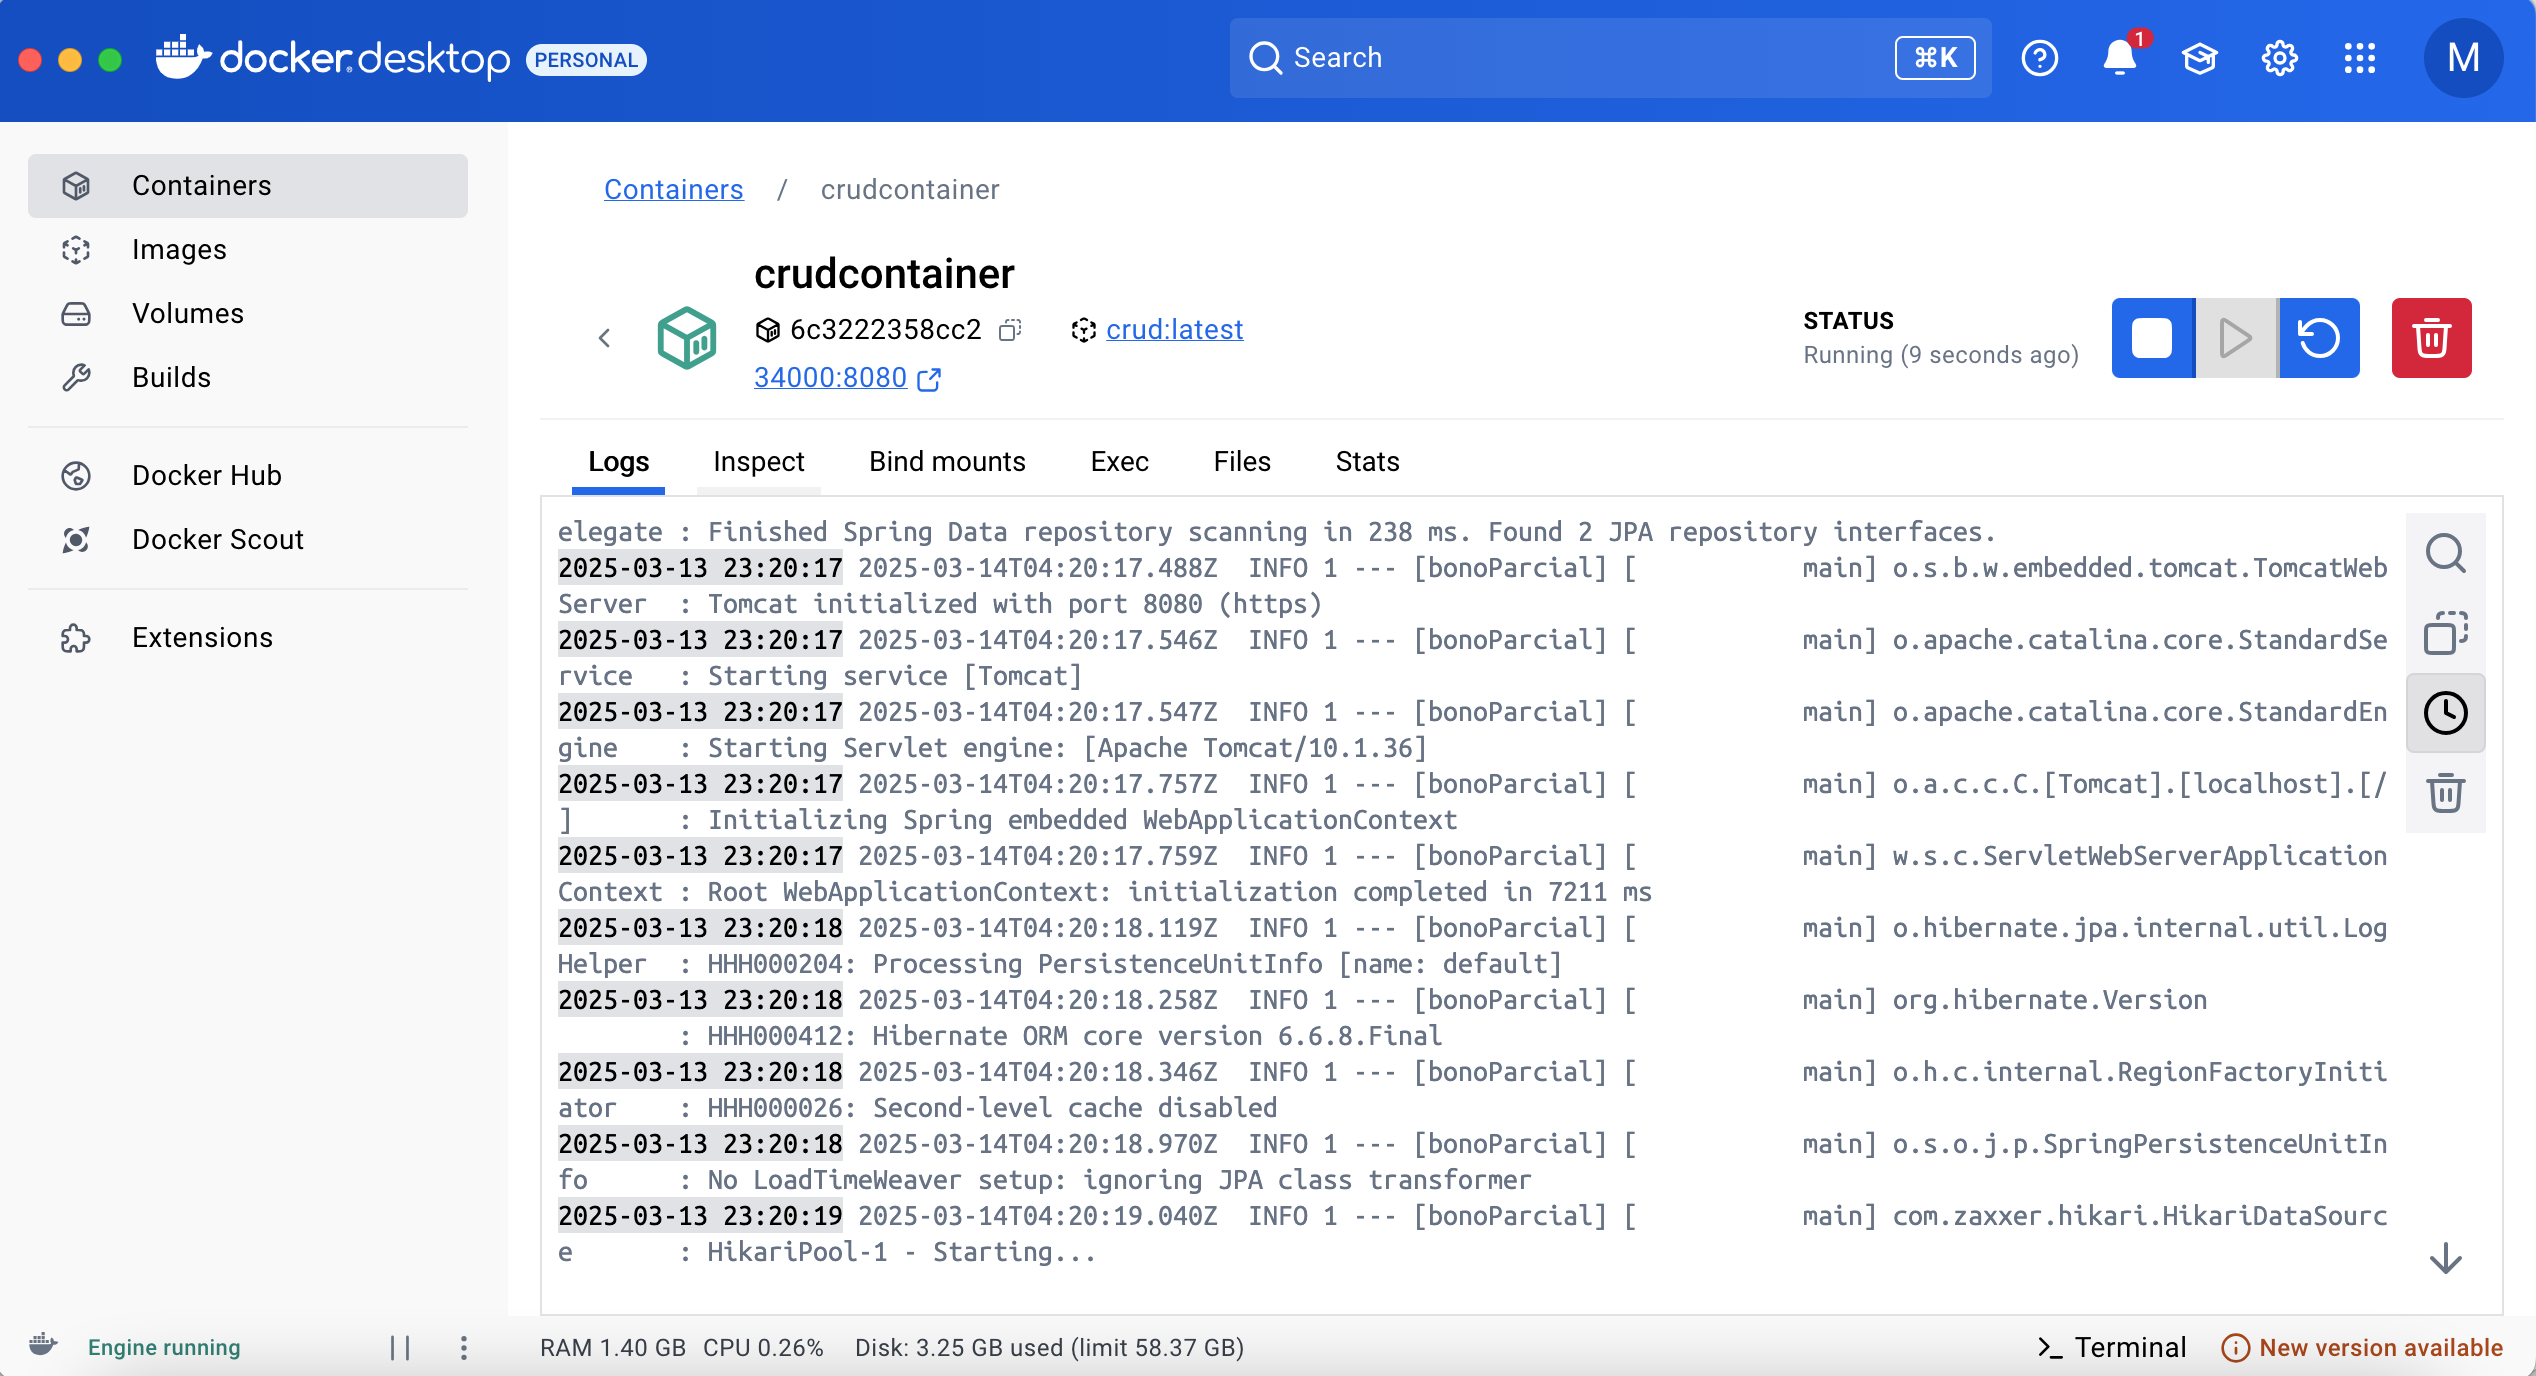 docker desktop PERSONAL
Search
⌘K
1
M
Containers
Images
Volumes
Builds
Docker Hub
Docker Scout
Extensions
Containers / crudcontainer
crudcontainer
6c3222358cc2 crud:latest
34000:8080
STATUS
Running (9 seconds ago)
Logs Inspect Bind mounts Exec Files Stats
elegate : Finished Spring Data repository scanning in 238 ms. Found 2 JPA repository interfaces.
2025-03-13 23:20:17 2025-03-14T04:20:17.488Z  INFO 1 --- [bonoParcial] [           main] o.s.b.w.embedded.tomcat.TomcatWeb
Server  : Tomcat initialized with port 8080 (https)
2025-03-13 23:20:17 2025-03-14T04:20:17.546Z  INFO 1 --- [bonoParcial] [           main] o.apache.catalina.core.StandardSe
rvice   : Starting service [Tomcat]
2025-03-13 23:20:17 2025-03-14T04:20:17.547Z  INFO 1 --- [bonoParcial] [           main] o.apache.catalina.core.StandardEn
gine    : Starting Servlet engine: [Apache Tomcat/10.1.36]
2025-03-13 23:20:17 2025-03-14T04:20:17.757Z  INFO 1 --- [bonoParcial] [           main] o.a.c.c.C.[Tomcat].[localhost].[/
]       : Initializing Spring embedded WebApplicationContext
2025-03-13 23:20:17 2025-03-14T04:20:17.759Z  INFO 1 --- [bonoParcial] [           main] w.s.c.ServletWebServerApplication
Context : Root WebApplicationContext: initialization completed in 7211 ms
2025-03-13 23:20:18 2025-03-14T04:20:18.119Z  INFO 1 --- [bonoParcial] [           main] o.hibernate.jpa.internal.util.Log
Helper  : HHH000204: Processing PersistenceUnitInfo [name: default]
2025-03-13 23:20:18 2025-03-14T04:20:18.258Z  INFO 1 --- [bonoParcial] [           main] org.hibernate.Version
        : HHH000412: Hibernate ORM core version 6.6.8.Final
2025-03-13 23:20:18 2025-03-14T04:20:18.346Z  INFO 1 --- [bonoParcial] [           main] o.h.c.internal.RegionFactoryIniti
ator    : HHH000026: Second-level cache disabled
2025-03-13 23:20:18 2025-03-14T04:20:18.970Z  INFO 1 --- [bonoParcial] [           main] o.s.o.j.p.SpringPersistenceUnitIn
fo      : No LoadTimeWeaver setup: ignoring JPA class transformer
2025-03-13 23:20:19 2025-03-14T04:20:19.040Z  INFO 1 --- [bonoParcial] [           main] com.zaxxer.hikari.HikariDataSourc
e       : HikariPool-1 - Starting...
Engine running
RAM 1.40 GB CPU 0.26% Disk: 3.25 GB used (limit 58.37 GB)
>_ Terminal
New version available